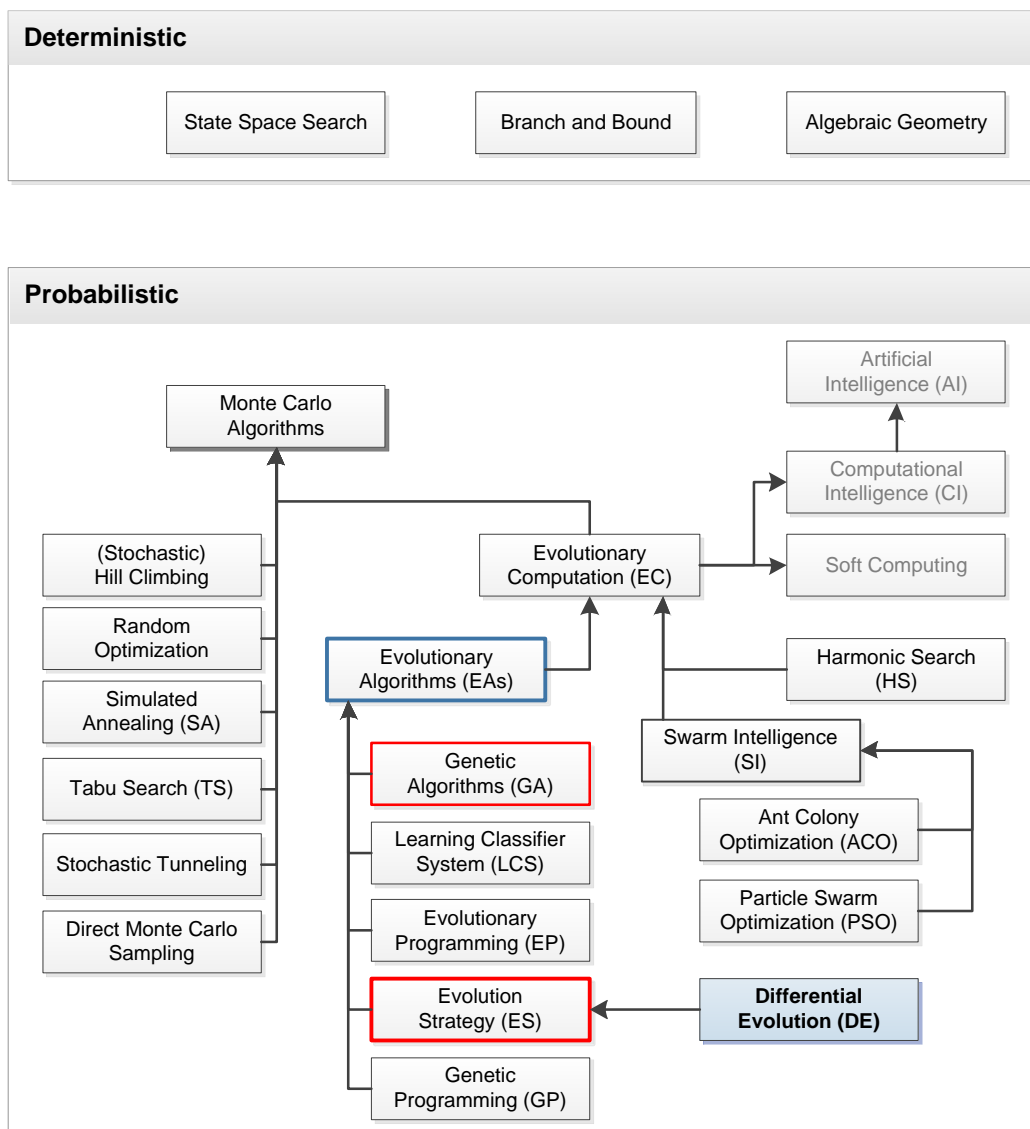 Deterministic
State Space Search
Branch and Bound
Algebraic Geometry
Probabilistic
Artificial
Intelligence (AI)
Monte Carlo
Algorithms
Computational
Intelligence (CI)
(Stochastic)
Hill Climbing
Evolutionary
Computation (EC)
Soft Computing
Random
Optimization
Evolutionary
Algorithms (EAs)
Harmonic Search
(HS)
Simulated
Annealing (SA)
Swarm Intelligence
(SI)
Genetic
Algorithms (GA)
Tabu Search (TS)
Ant Colony
Optimization (ACO)
Learning Classifier
System (LCS)
Stochastic Tunneling
Particle Swarm
Optimization (PSO)
Evolutionary
Programming (EP)
Direct Monte Carlo
Sampling
Evolution
Strategy (ES)
Differential
Evolution (DE)
Genetic
Programming (GP)